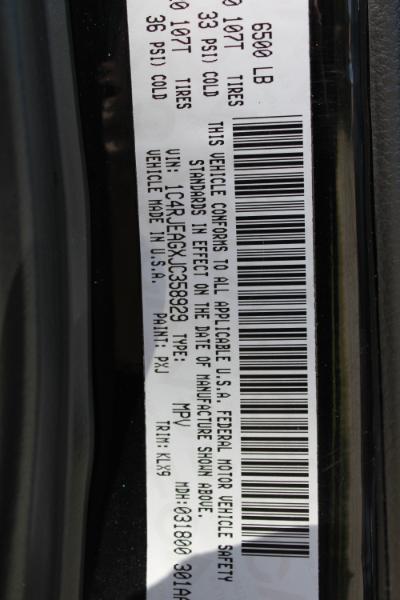 6500 LB
0 107T TIRES
33 PSI) COLD
0 107T TIRES
36 PSI) COLD
THIS VEHICLE CONFORMS TO ALL APPLICABLE U.S.A. FEDERAL MOTOR VEHICLE SAFETY
STANDARDS IN EFFECT ON THE DATE OF MANUFACTURE SHOWN ABOVE.
VIN: 1C4RJEAGXJC358929 TYPE: MPV MDH:031800 301AA
VEHICLE MADE IN U.S.A. PAINT: PXJ TRIM: KLX9